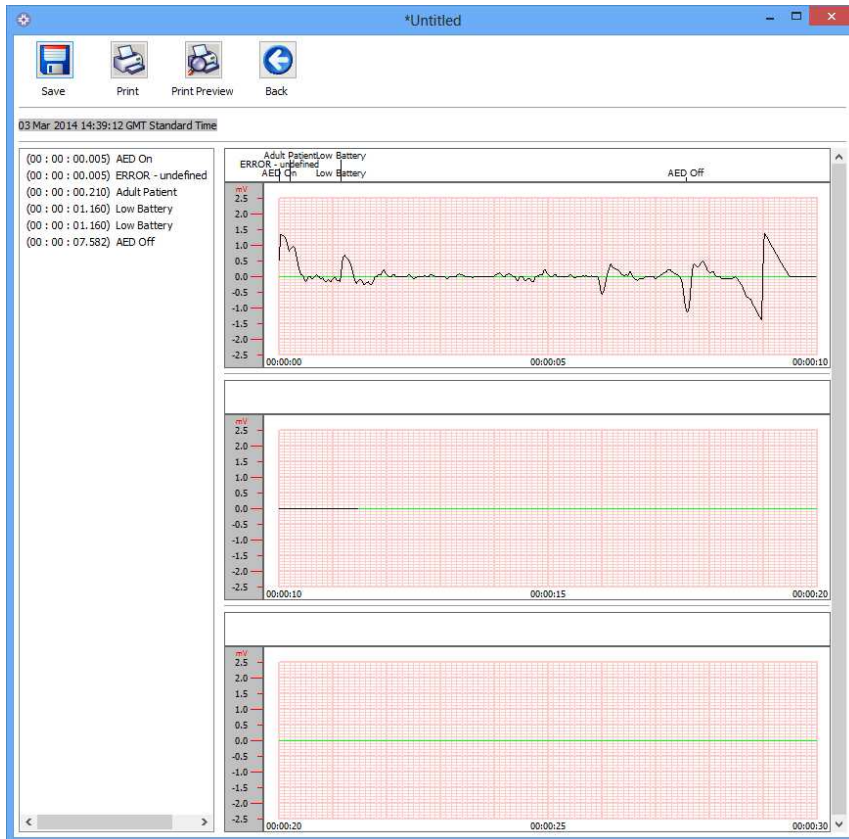 *Untitled
Save Print Print Preview Back
03 Mar 2014 14:39:12 GMT Standard Time
(00 : 00 : 00.005) AED On
(00 : 00 : 00.005) ERROR - undefined
(00 : 00 : 00.210) Adult Patient
(00 : 00 : 01.160) Low Battery
(00 : 00 : 01.160) Low Battery
(00 : 00 : 07.582) AED Off
Adult Patient Low Battery
ERROR - undefined
AED On Low Battery AED Off
mV
2.5
2.0
1.5
1.0
0.5
0.0
-0.5
-1.0
-1.5
-2.0
-2.5
00:00:00 00:00:05 00:00:10
mV
2.5
2.0
1.5
1.0
0.5
0.0
-0.5
-1.0
-1.5
-2.0
-2.5
00:00:10 00:00:15 00:00:20
mV
2.5
2.0
1.5
1.0
0.5
0.0
-0.5
-1.0
-1.5
-2.0
-2.5
00:00:20 00:00:25 00:00:30